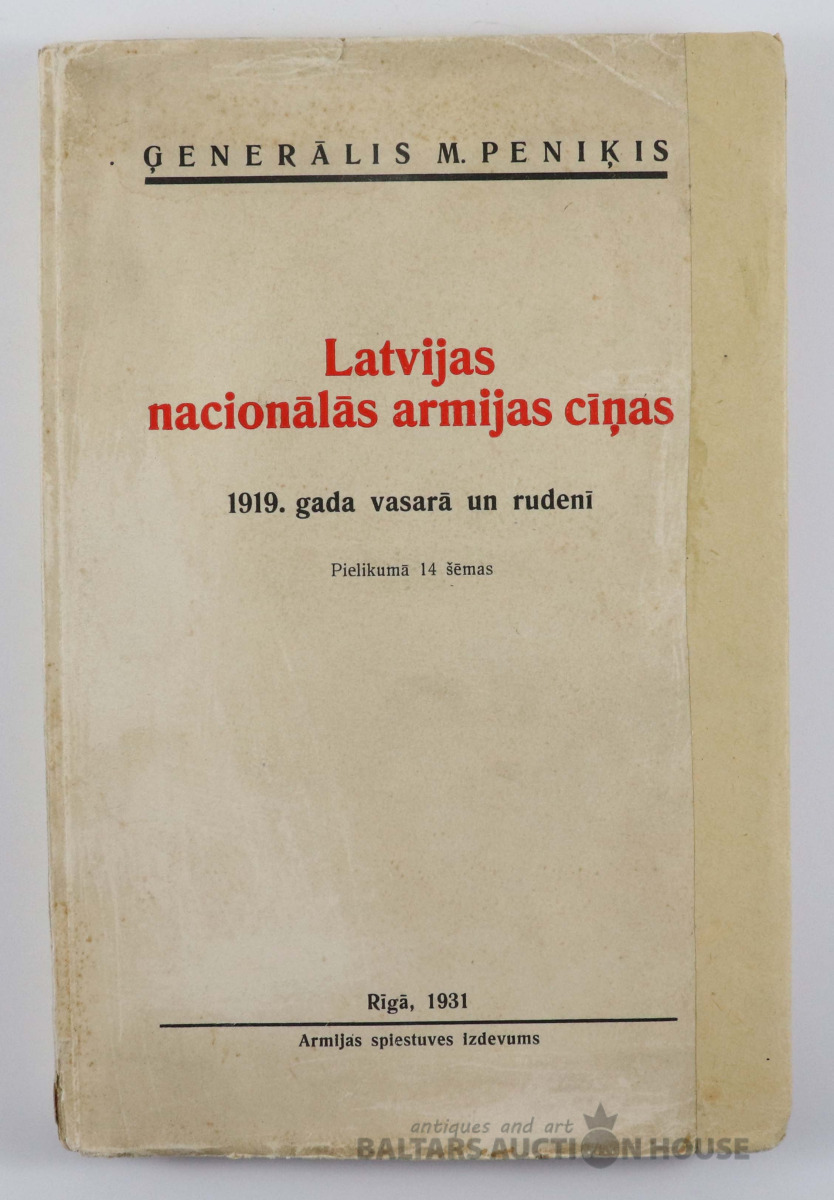 ĢENERĀLIS M. PENIĶIS
Latvijas
nacionālās armijas cīņas
1919. gada vasarā un rudenī
Pielikumā 14 šēmas
Rīgā, 1931
Armijas spiestuves izdevums
antiques and art
BALTARS AUCTION HOUSE